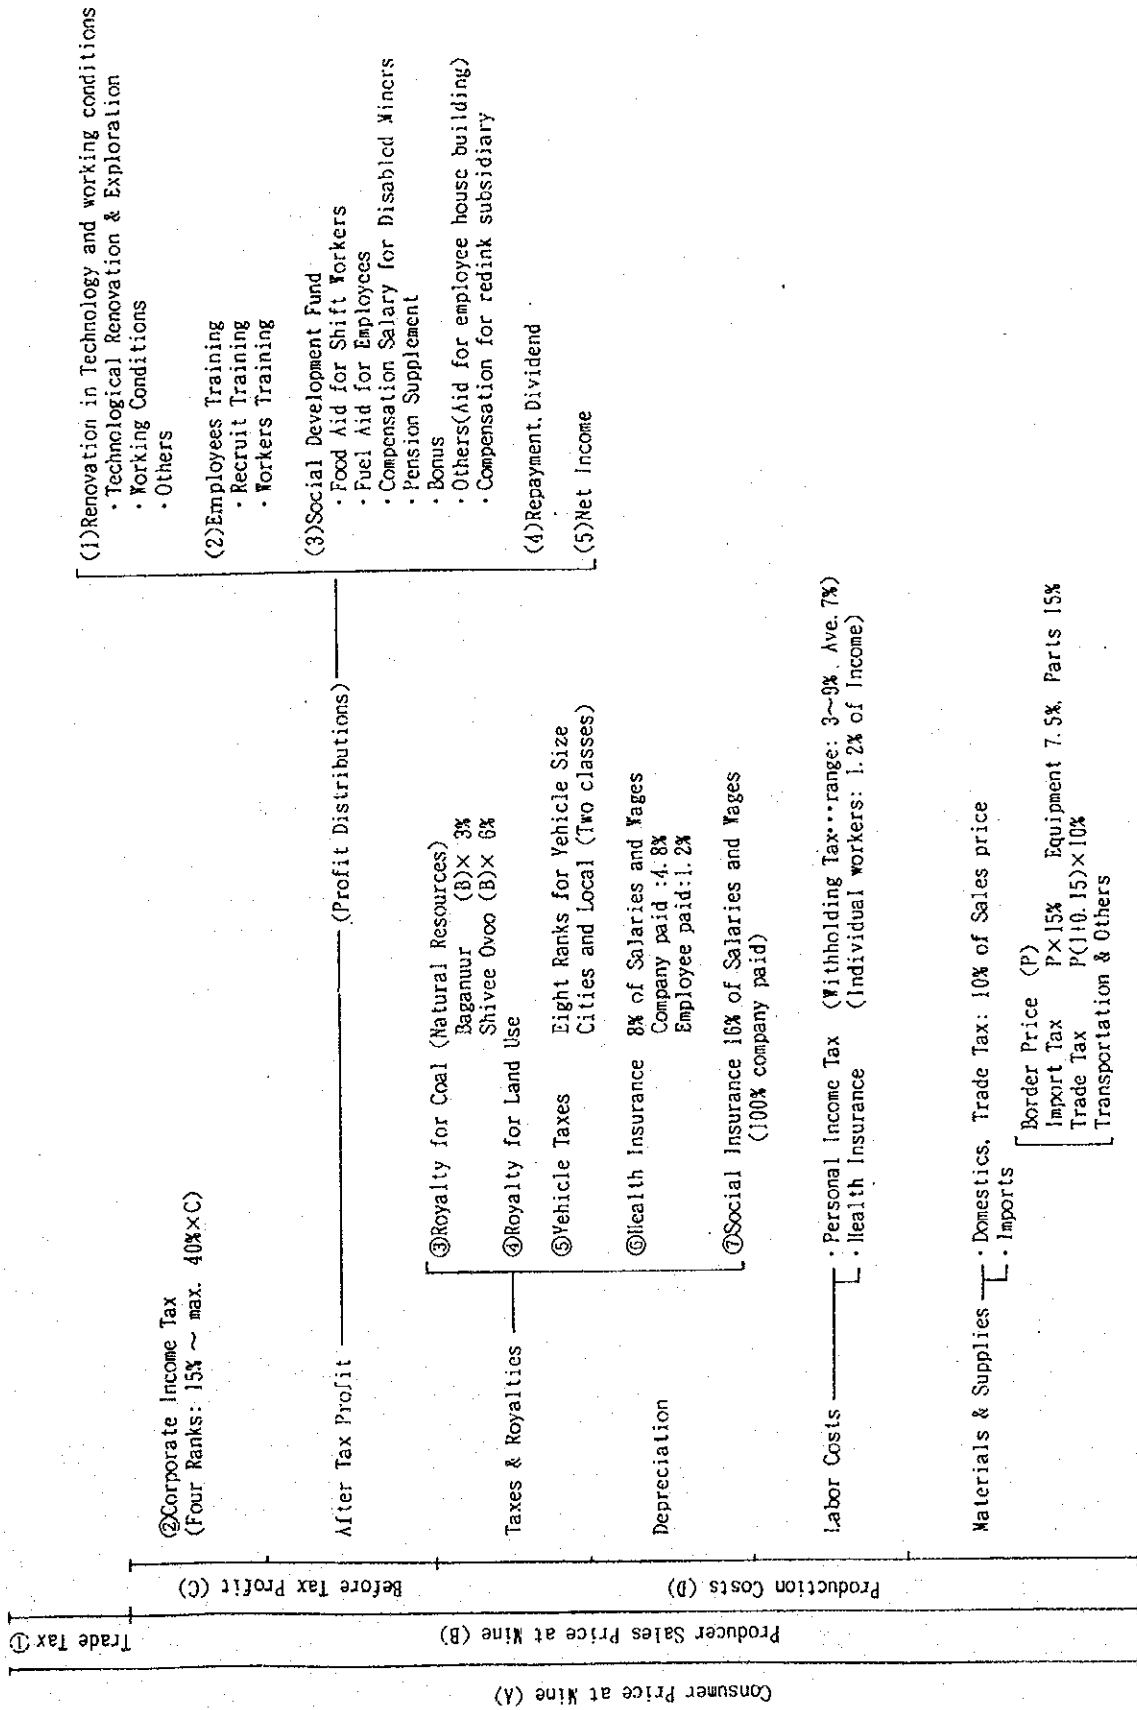 Consumer Price at Mine (A)
Trade Tax ①
Producer Sales Price at Mine (B)
Before Tax Profit (C)
Production Costs (D)
②Corporate Income Tax
(Four Ranks: 15% ~ max. 40%×C)
After Tax Profit
(Profit Distributions)
(1)Renovation in Technology and working conditions
・Technological Renovation & Exploration
・Working Conditions
・Others
(2)Employees Training
・Recruit Training
・Workers Training
(3)Social Development Fund
・Food Aid for Shift Workers
・Fuel Aid for Employees
・Compensation Salary for Disabled Miners
・Pension Supplement
・Bonus
・Others(Aid for employee house building)
・Compensation for redink subsidiary
(4)Repayment, Dividend
(5)Net Income
Taxes & Royalties
③Royalty for Coal (Natural Resources)
Baganuur (B)× 3%
Shivee Ovoo (B)× 6%
④Royalty for Land Use
⑤Vehicle Taxes Eight Ranks for Vehicle Size
Cities and Local (Two classes)
⑥Health Insurance 8% of Salaries and Wages
Company paid :4.8%
Employee paid:1.2%
⑦Social Insurance 16% of Salaries and Wages
(100% company paid)
Depreciation
Labor Costs
・Personal Income Tax (Withholding Tax・・・range: 3~9%. Ave. 7%)
・Health Insurance (Individual workers: 1.2% of Income)
Materials & Supplies
・Domestics, Trade Tax: 10% of Sales price
・Imports
Border Price (P)
Import Tax P×15% Equipment 7.5%, Parts 15%
Trade Tax P(1+0.15)×10%
Transportation & Others